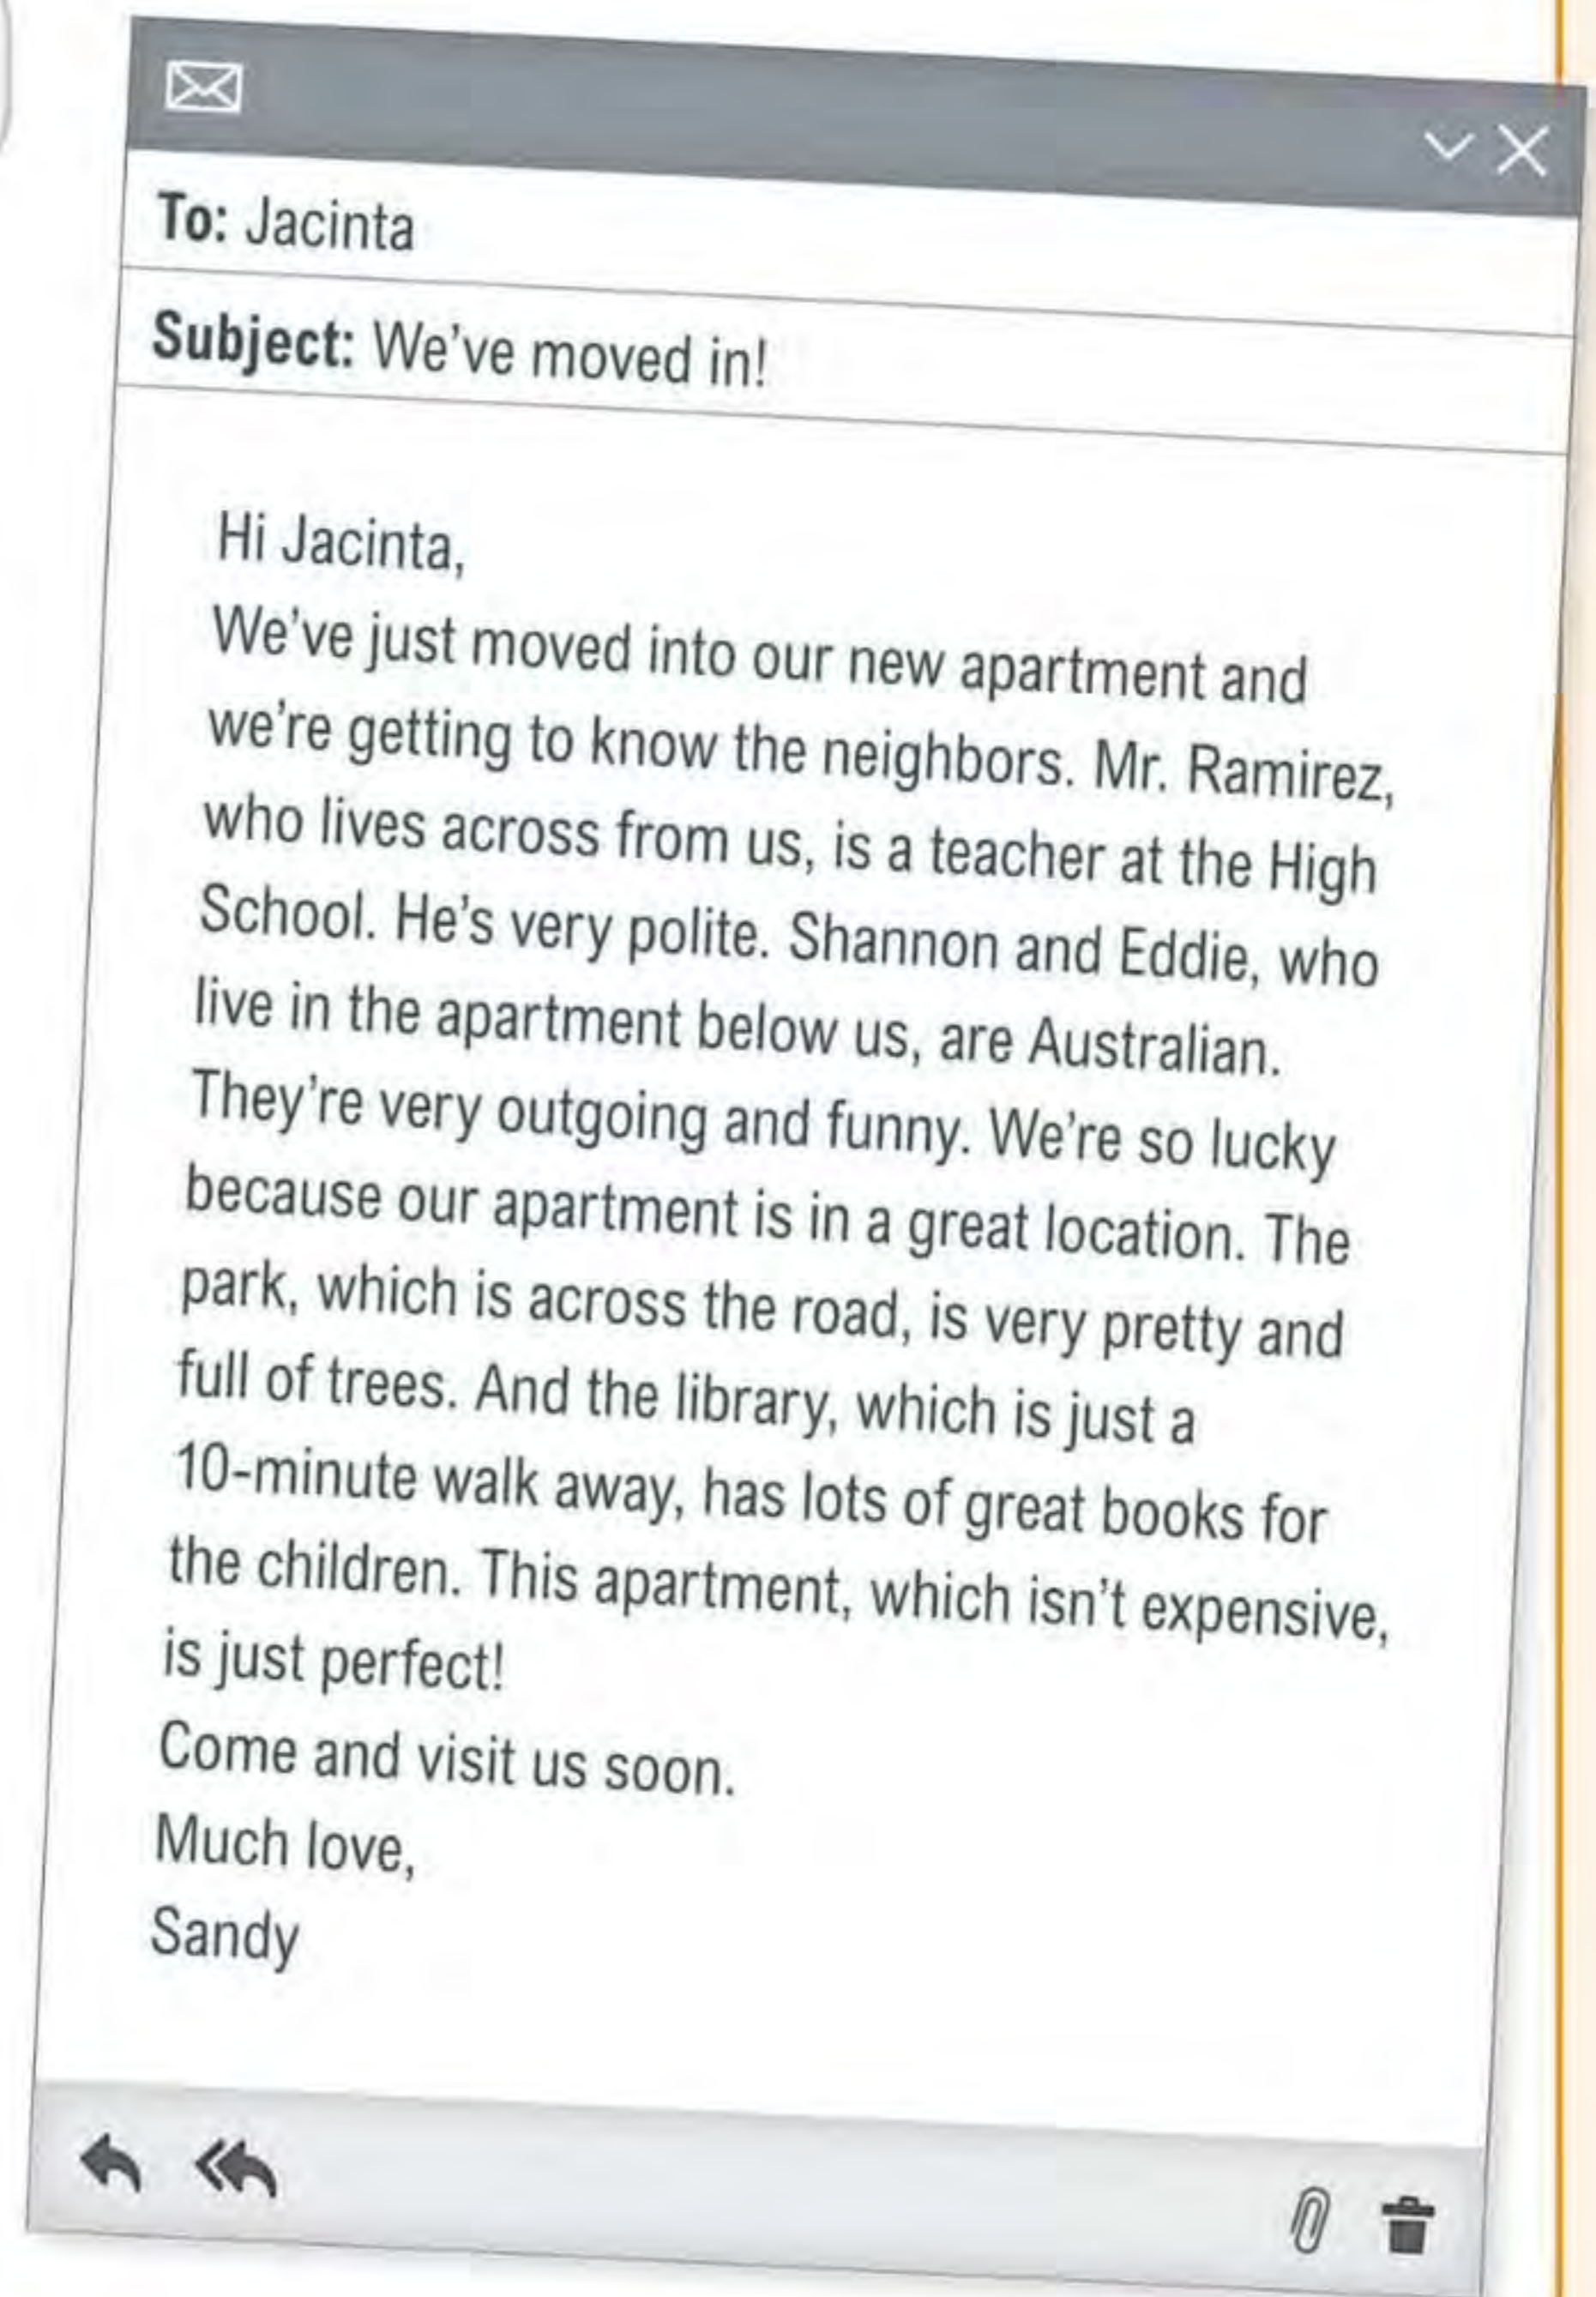 To: Jacinta
Subject: We've moved in!
Hi Jacinta,
We've just moved into our new apartment and
we're getting to know the neighbors. Mr. Ramirez,
who lives across from us, is a teacher at the High
School. He's very polite. Shannon and Eddie, who
live in the apartment below us, are Australian.
They're very outgoing and funny. We're so lucky
because our apartment is in a great location. The
park, which is across the road, is very pretty and
full of trees. And the library, which is just a
10-minute walk away, has lots of great books for
the children. This apartment, which isn't expensive,
is just perfect!
Come and visit us soon.
Much love,
Sandy